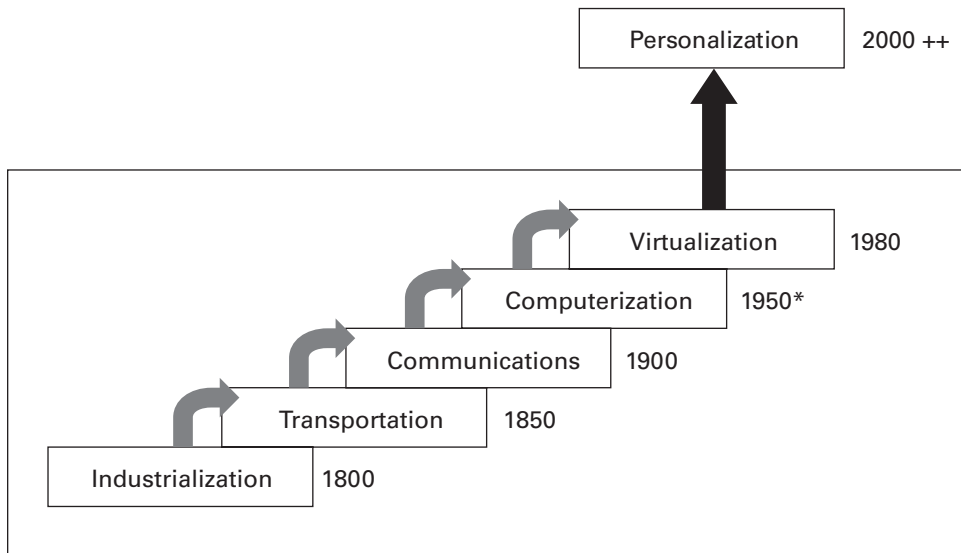 Personalization 2000 ++
Virtualization 1980
Computerization 1950*
Communications 1900
Transportation 1850
Industrialization 1800